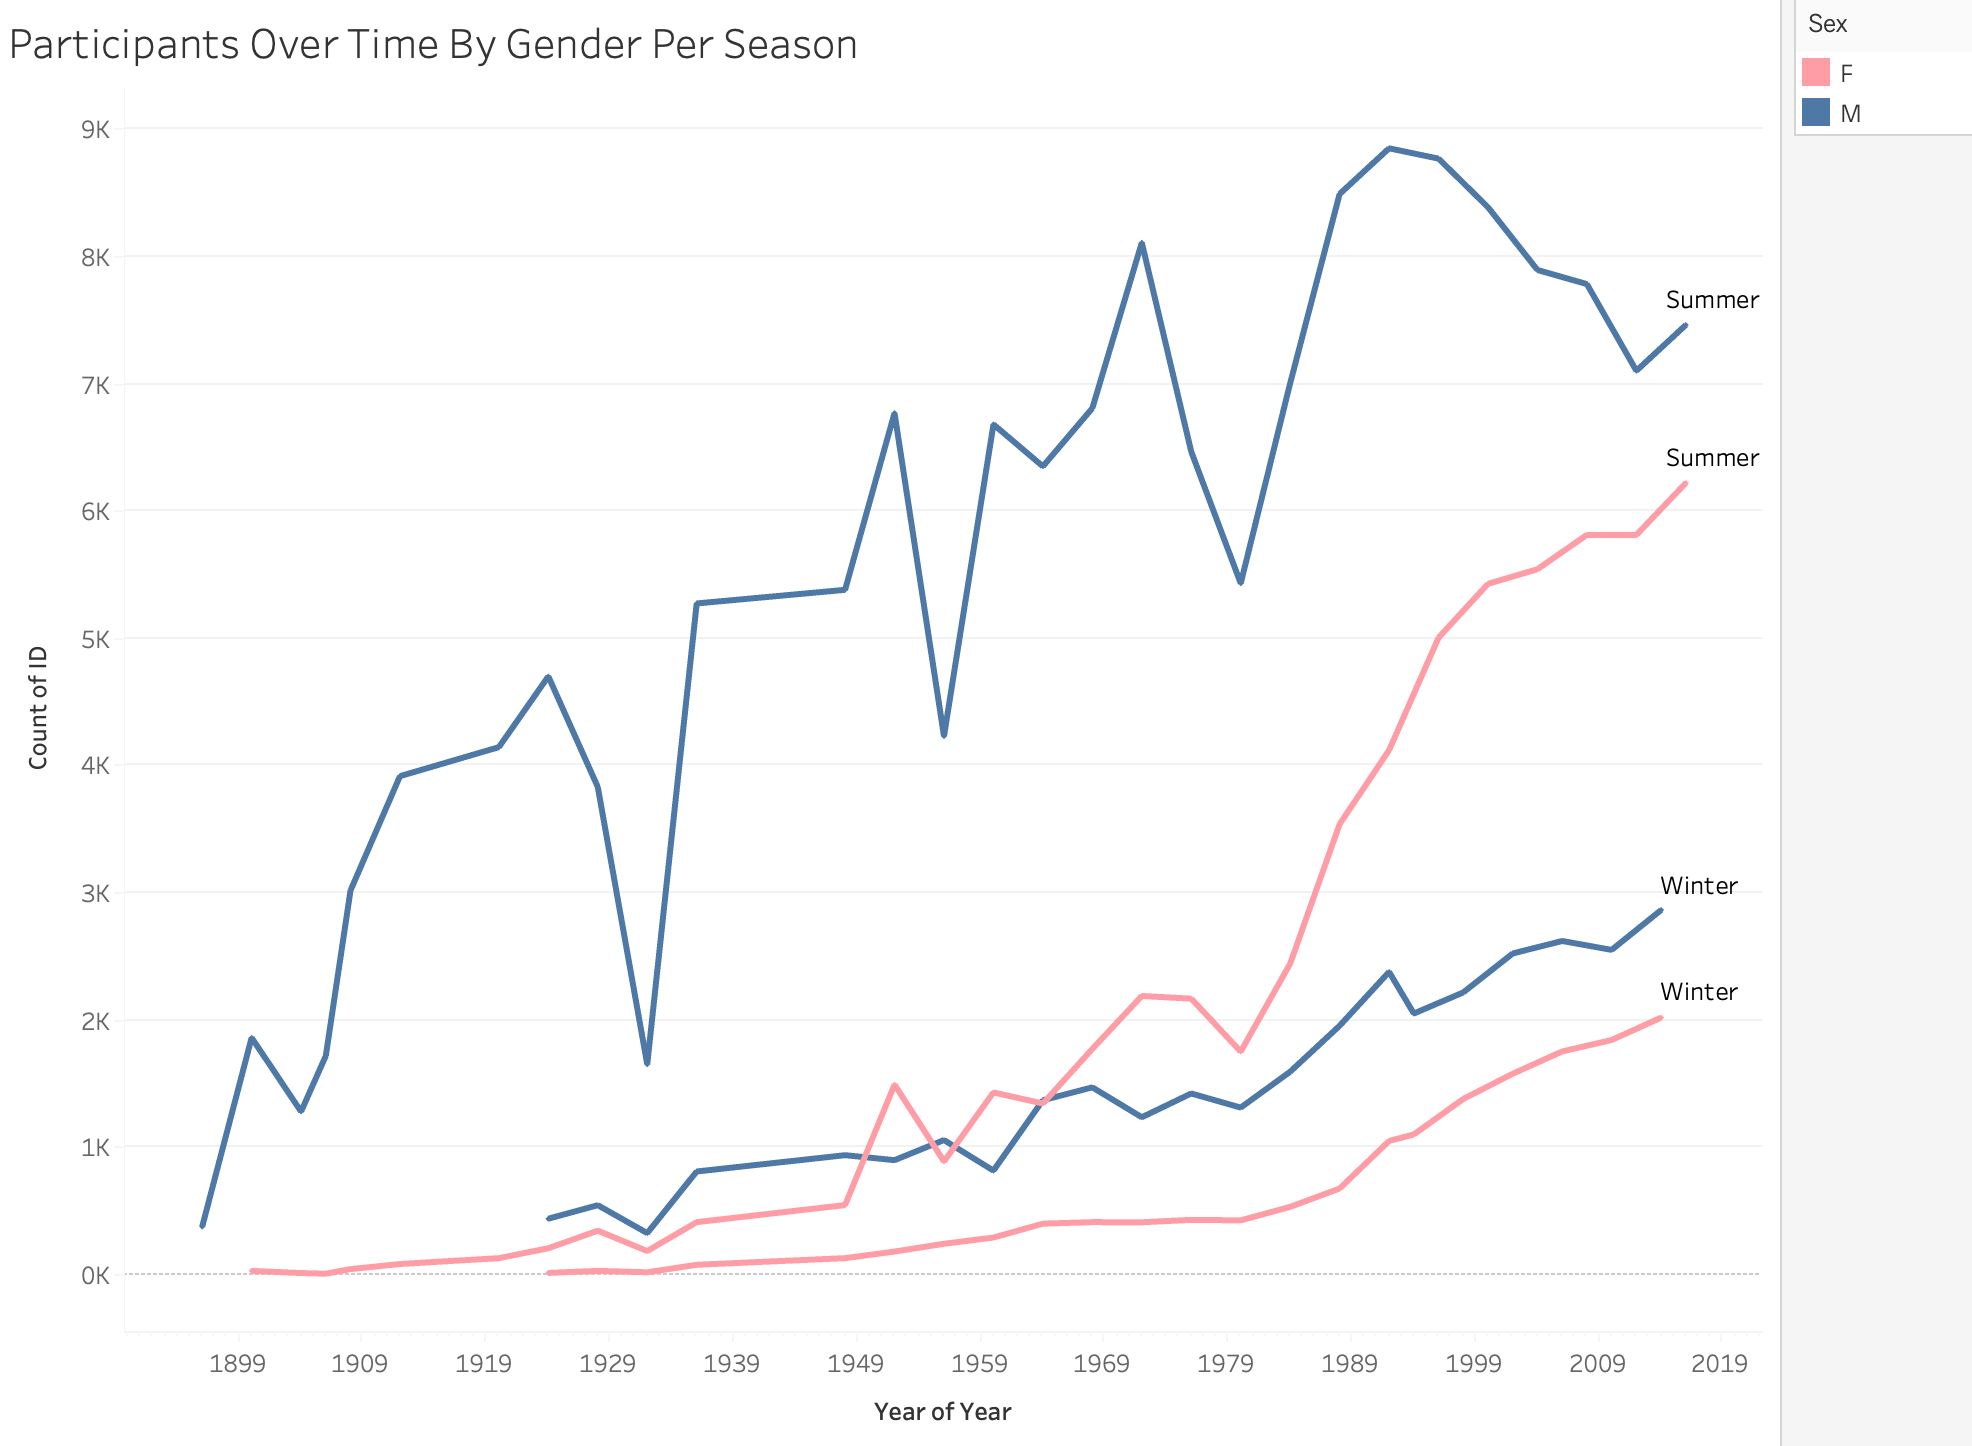 Participants Over Time By Gender Per Season
Sex
F
M
9K
8K
7K
6K
5K
4K
3K
2K
1K
0K
Count of ID
Summer
Summer
Winter
Winter
1899 1909 1919 1929 1939 1949 1959 1969 1979 1989 1999 2009 2019
Year of Year